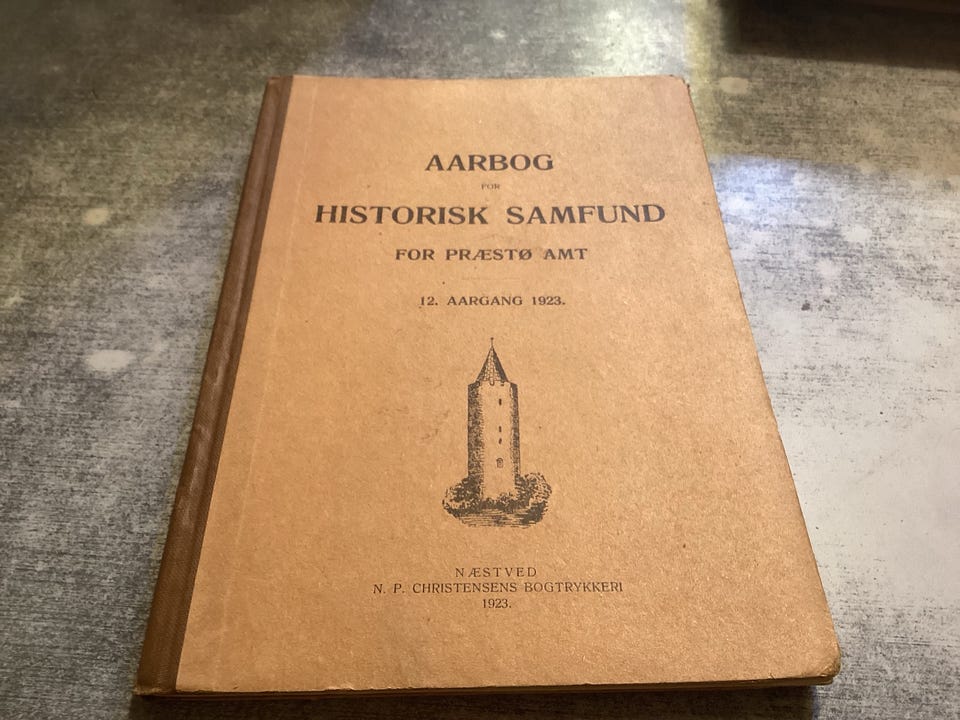 AARBOG
FOR
HISTORISK SAMFUND
FOR PRÆSTØ AMT
12. AARGANG 1923.
NÆSTVED
N. P. CHRISTENSENS BOGTRYKKERI
1923.